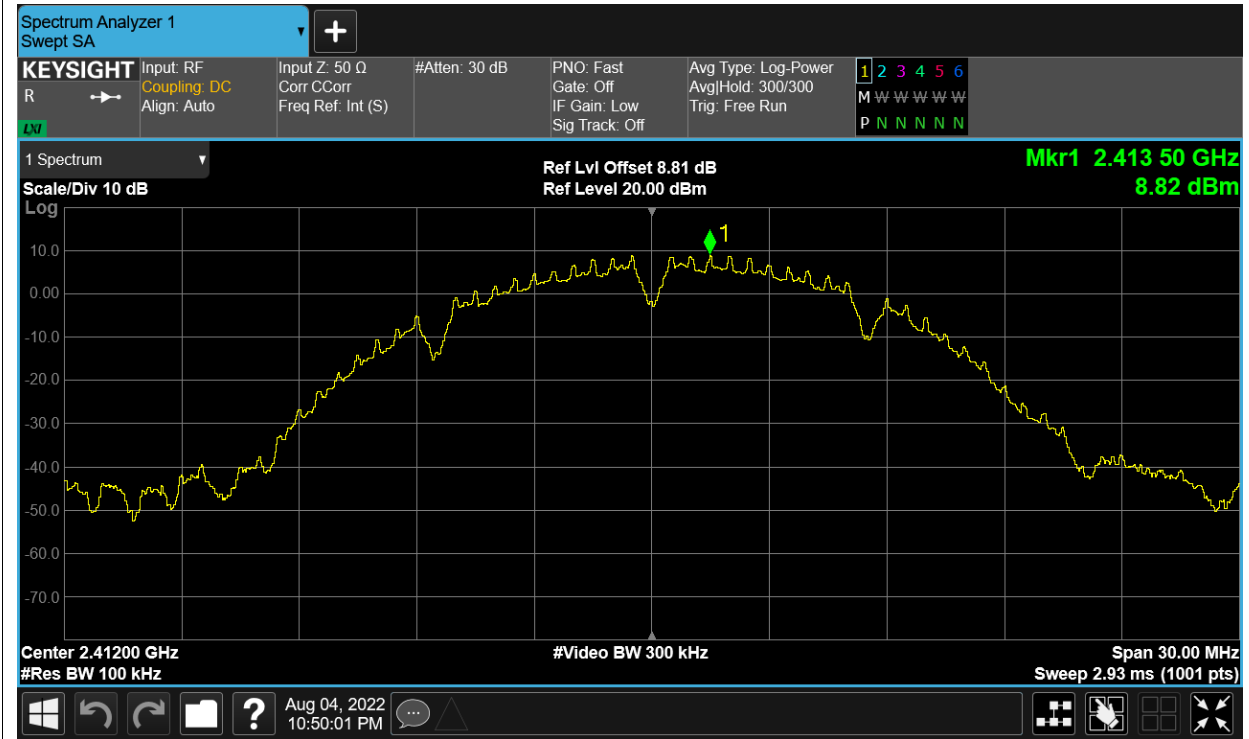 Spectrum Analyzer 1
Swept SA
+
KEYSIGHT
R
LXI
Input: RF
Coupling: DC
Align: Auto
Input Z: 50 Ω
Corr CCorr
Freq Ref: Int (S)
#Atten: 30 dB
PNO: Fast
Gate: Off
IF Gain: Low
Sig Track: Off
Avg Type: Log-Power
Avg|Hold: 300/300
Trig: Free Run
1 2 3 4 5 6
M W W W W W W
P N N N N N N
1 Spectrum
Scale/Div 10 dB
Log
Ref Lvl Offset 8.81 dB
Ref Level 20.00 dBm
Mkr1 2.413 50 GHz
8.82 dBm
1
10.0
0.00
-10.0
-20.0
-30.0
-40.0
-50.0
-60.0
-70.0
Center 2.41200 GHz
#Res BW 100 kHz
#Video BW 300 kHz
Span 30.00 MHz
Sweep 2.93 ms (1001 pts)
?
Aug 04, 2022
10:50:01 PM